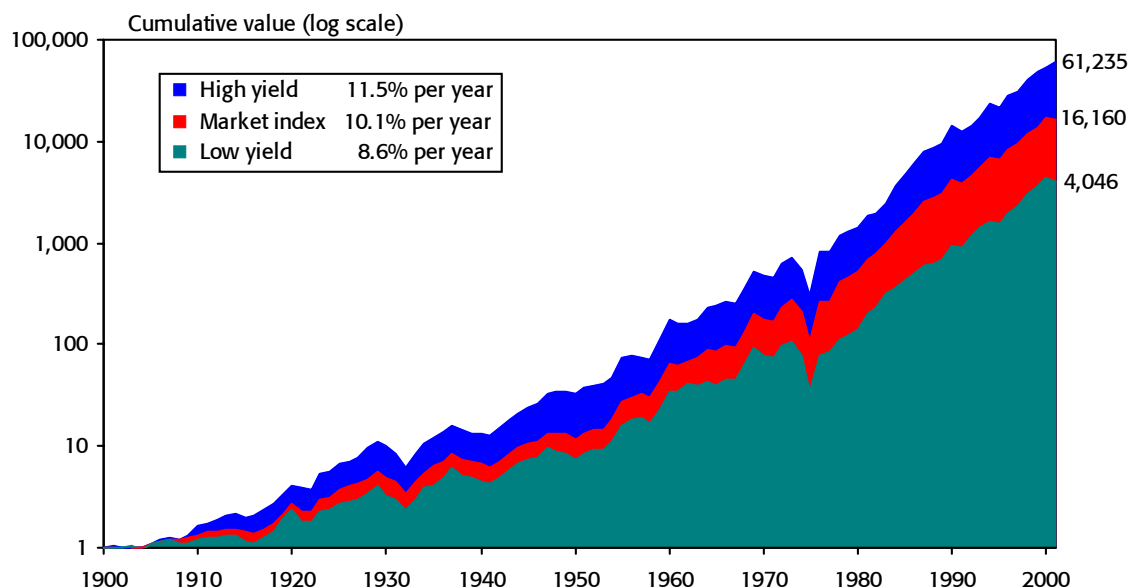 Cumulative value (log scale)
100,000
61,235
High yield 11.5% per year
Market index 10.1% per year
16,160
10,000
Low yield 8.6% per year
4,046
1,000
100
10
1
1900 1910 1920 1930 1940 1950 1960 1970 1980 1990 2000